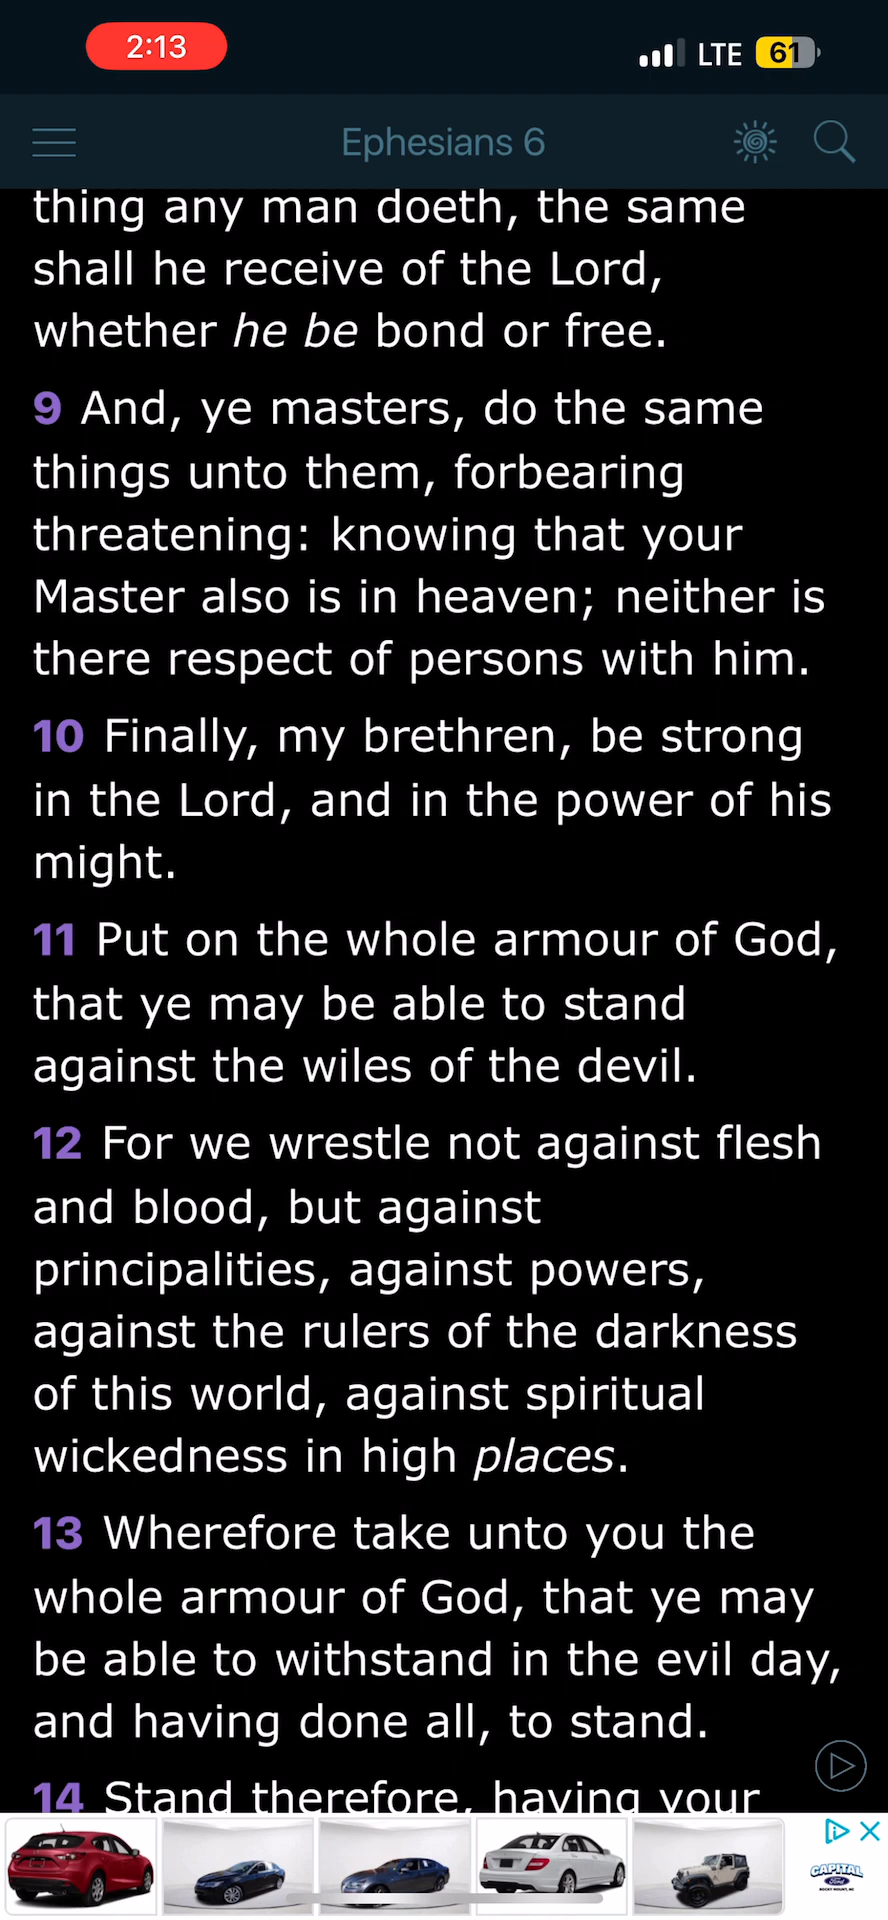 2:13
LTE 61
Ephesians 6
thing any man doeth, the same
shall he receive of the Lord,
whether he be bond or free.
9 And, ye masters, do the same
things unto them, forbearing
threatening: knowing that your
Master also is in heaven; neither is
there respect of persons with him.
10 Finally, my brethren, be strong
in the Lord, and in the power of his
might.
11 Put on the whole armour of God,
that ye may be able to stand
against the wiles of the devil.
12 For we wrestle not against flesh
and blood, but against
principalities, against powers,
against the rulers of the darkness
of this world, against spiritual
wickedness in high places.
13 Wherefore take unto you the
whole armour of God, that ye may
be able to withstand in the evil day,
and having done all, to stand.
14 Stand therefore, having your
CAPITAL
Ford
ROCKY MOUNT, NC